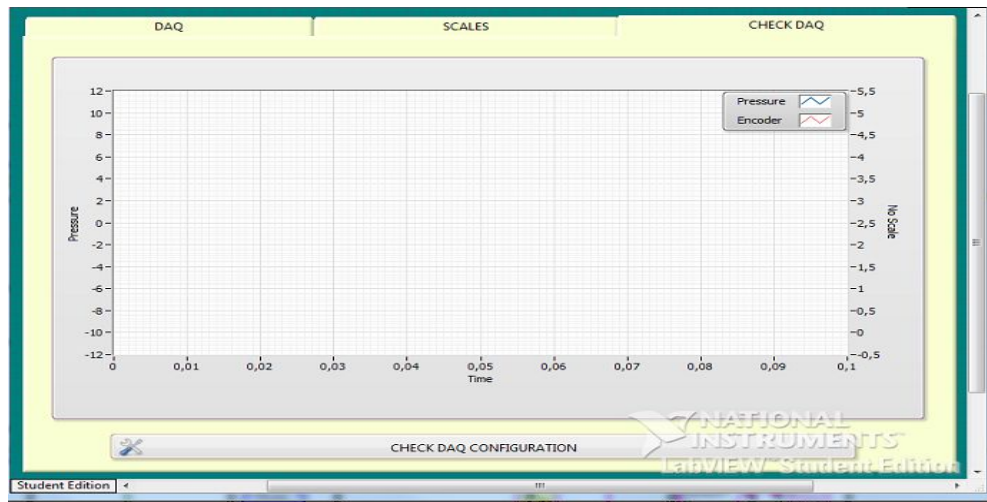 DAQ SCALES CHECK DAQ
Pressure
Encoder
12
10
8
6
4
2
0
-2
-4
-6
-8
-10
-12
Pressure
5,5
5
4,5
4
3,5
3
2,5
2
1,5
1
0,5
0
-0,5
No Scale
0 0,01 0,02 0,03 0,04 0,05 0,06 0,07 0,08 0,09 0,1
Time
CHECK DAQ CONFIGURATION
NATIONAL
INSTRUMENTS
LabVIEW™ Student Edition
Student Edition